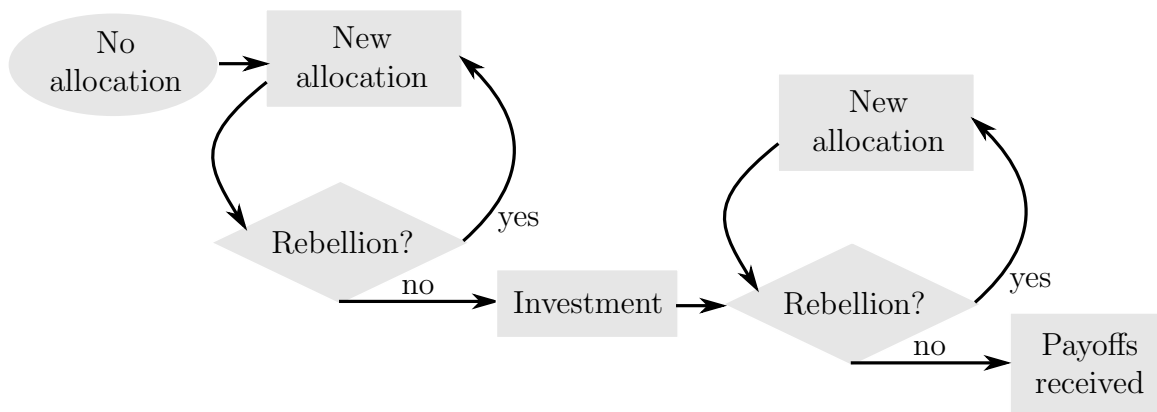 No
allocation
New
allocation
Rebellion?
yes
no
Investment
New
allocation
Rebellion?
yes
no
Payoffs
received